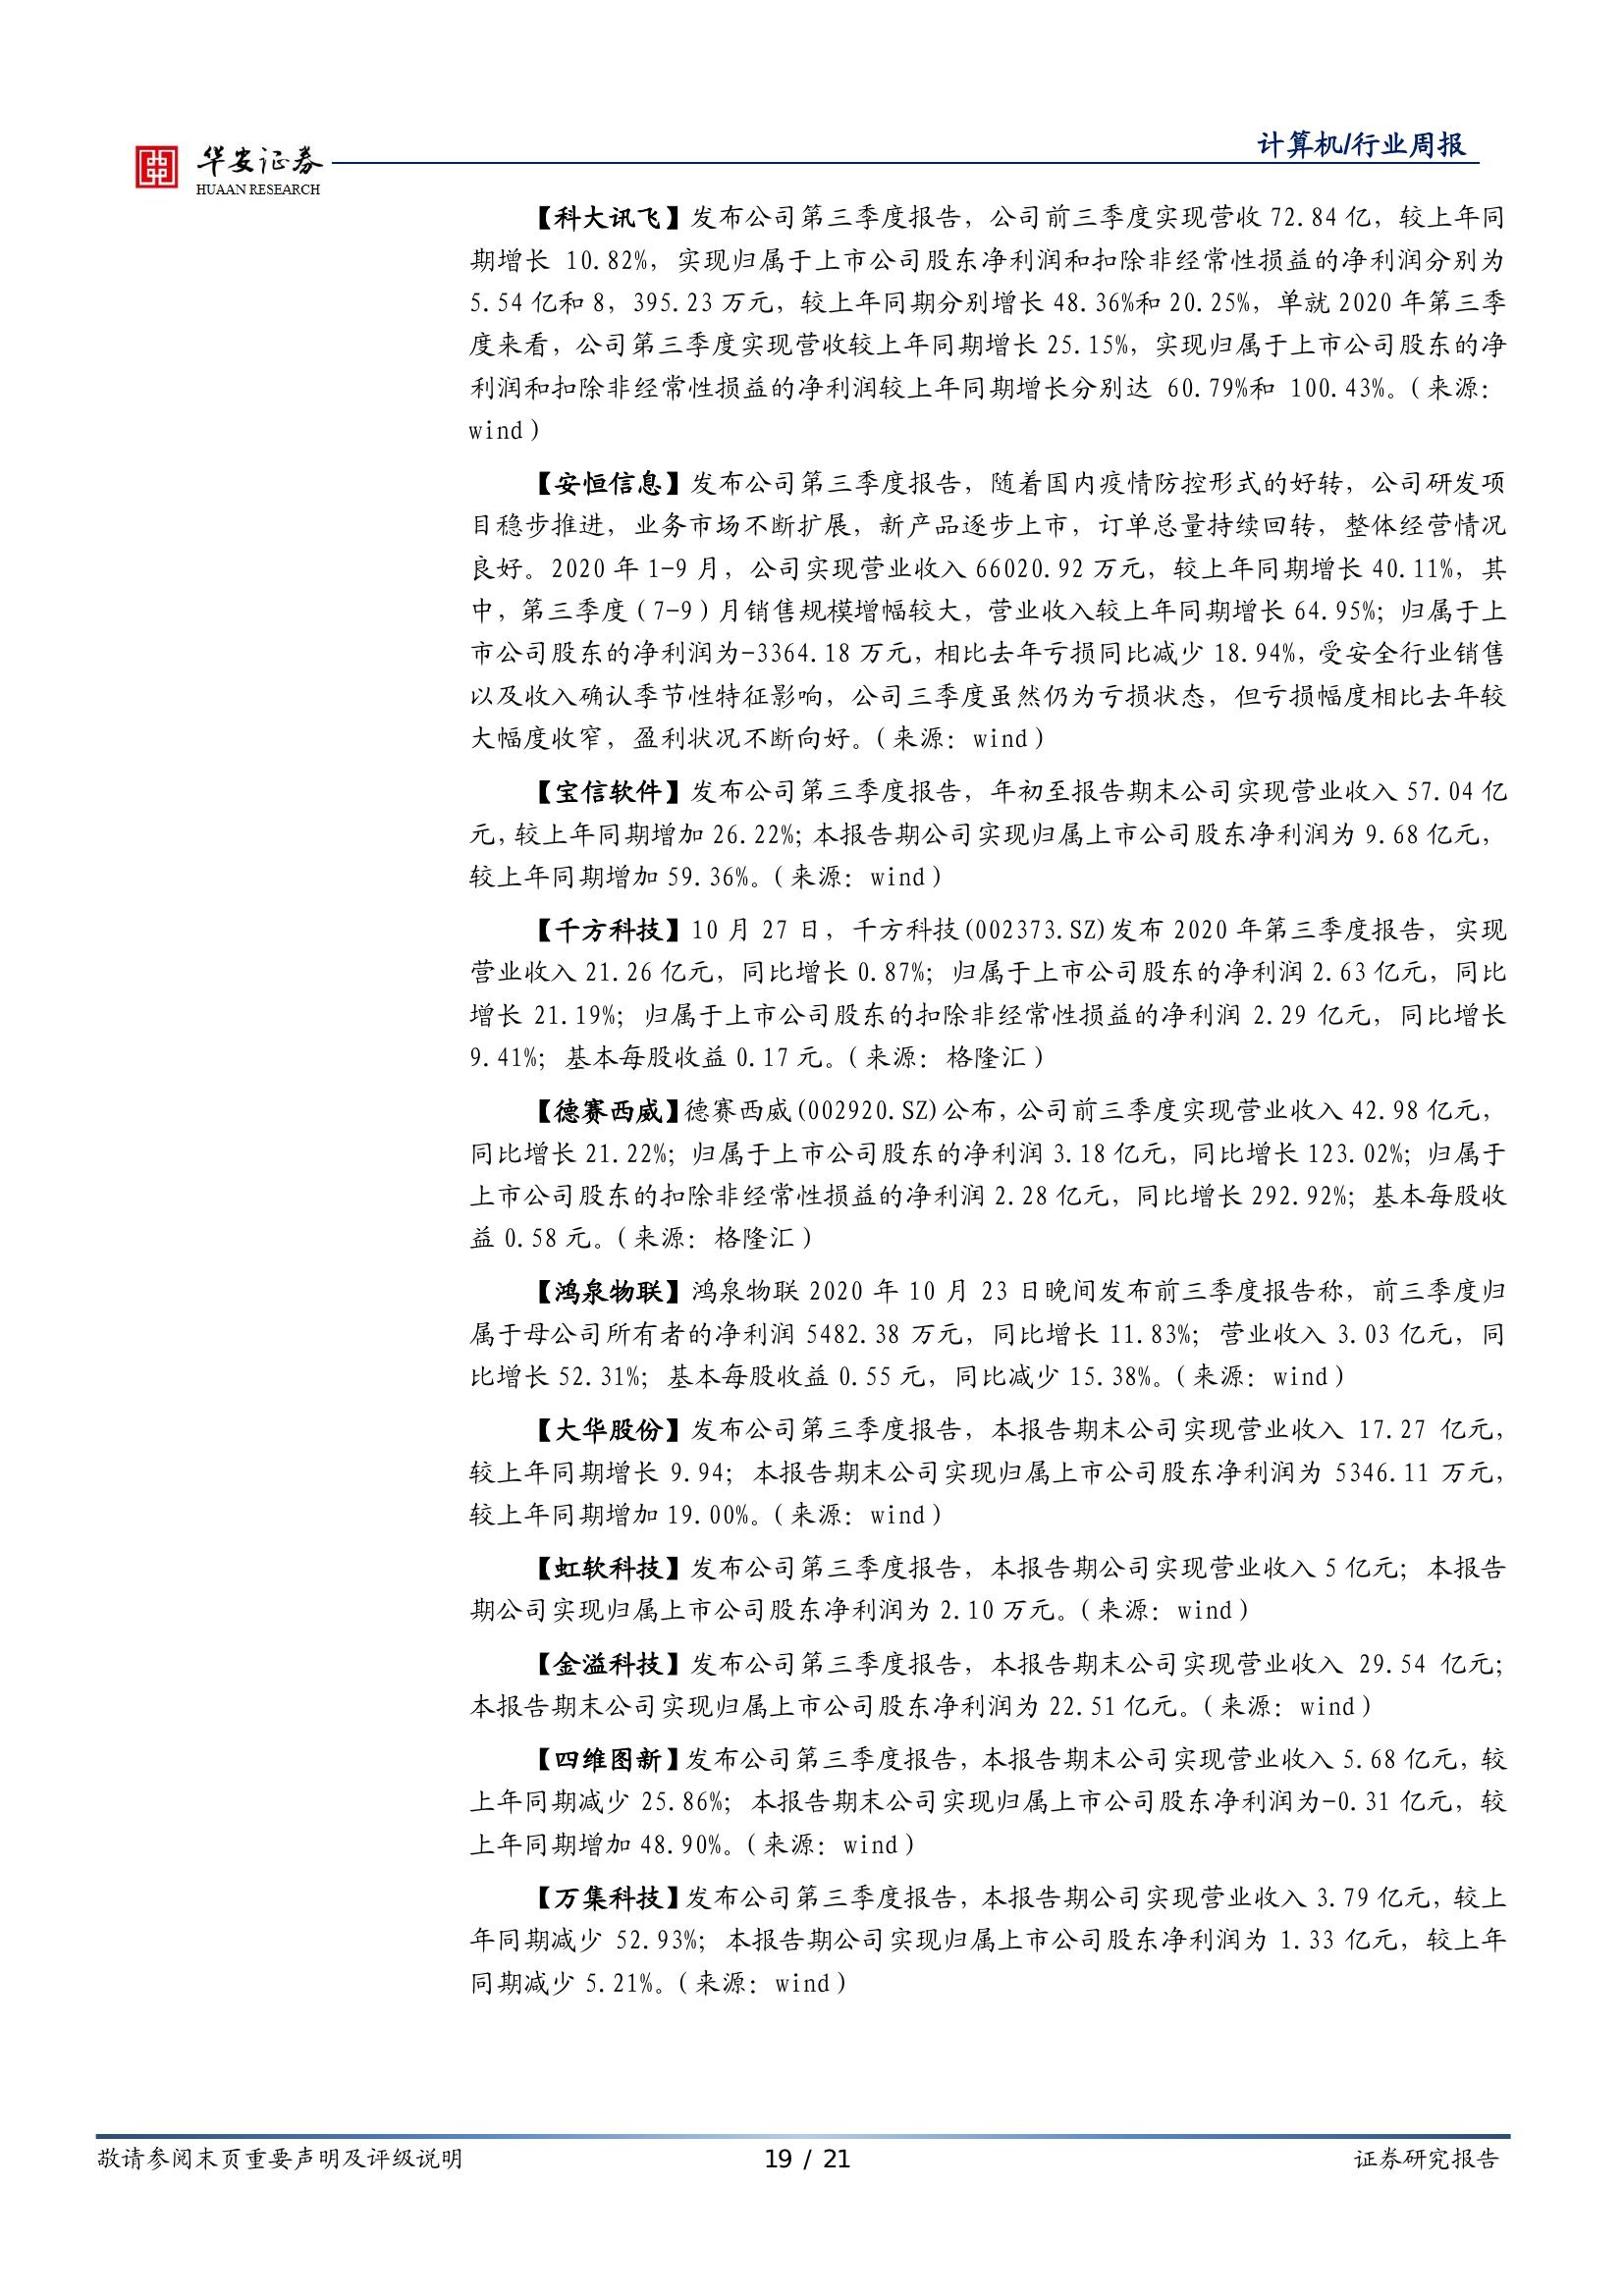 计算机/行业周报
华安证券
HUAAN RESEARCH
【科大讯飞】发布公司第三季度报告，公司前三季度实现营收 72.84 亿，较上年同
期增长 10.82%，实现归属于上市公司股东净利润和扣除非经常性损益的净利润分别为
5.54 亿和 8，395.23 万元，较上年同期分别增长 48.36%和 20.25%，单就 2020 年第三季
度来看，公司第三季度实现营收较上年同期增长 25.15%，实现归属于上市公司股东的净
利润和扣除非经常性损益的净利润较上年同期增长分别达 60.79%和 100.43%。（来源：
wind）
【安恒信息】发布公司第三季度报告，随着国内疫情防控形式的好转，公司研发项
目稳步推进，业务市场不断扩展，新产品逐步上市，订单总量持续回转，整体经营情况
良好。2020 年 1-9 月，公司实现营业收入 66020.92 万元，较上年同期增长 40.11%，其
中，第三季度（7-9）月销售规模增幅较大，营业收入较上年同期增长 64.95%；归属于上
市公司股东的净利润为-3364.18 万元，相比去年亏损同比减少 18.94%，受安全行业销售
以及收入确认季节性特征影响，公司三季度虽然仍为亏损状态，但亏损幅度相比去年较
大幅度收窄，盈利状况不断向好。（来源：wind）
【宝信软件】发布公司第三季度报告，年初至报告期末公司实现营业收入 57.04 亿
元，较上年同期增加 26.22%；本报告期公司实现归属上市公司股东净利润为 9.68 亿元，
较上年同期增加 59.36%。（来源：wind）
【千方科技】10 月 27 日，千方科技(002373.SZ)发布 2020 年第三季度报告，实现
营业收入 21.26 亿元，同比增长 0.87%；归属于上市公司股东的净利润 2.63 亿元，同比
增长 21.19%；归属于上市公司股东的扣除非经常性损益的净利润 2.29 亿元，同比增长
9.41%；基本每股收益 0.17 元。（来源：格隆汇）
【德赛西威】德赛西威(002920.SZ)公布，公司前三季度实现营业收入 42.98 亿元，
同比增长 21.22%；归属于上市公司股东的净利润 3.18 亿元，同比增长 123.02%；归属于
上市公司股东的扣除非经常性损益的净利润 2.28 亿元，同比增长 292.92%；基本每股收
益 0.58 元。（来源：格隆汇）
【鸿泉物联】鸿泉物联 2020 年 10 月 23 日晚间发布前三季度报告称，前三季度归
属于母公司所有者的净利润 5482.38 万元，同比增长 11.83%；营业收入 3.03 亿元，同
比增长 52.31%；基本每股收益 0.55 元，同比减少 15.38%。（来源：wind）
【大华股份】发布公司第三季度报告，本报告期末公司实现营业收入 17.27 亿元，
较上年同期增长 9.94；本报告期末公司实现归属上市公司股东净利润为 5346.11 万元，
较上年同期增加 19.00%。（来源：wind）
【虹软科技】发布公司第三季度报告，本报告期公司实现营业收入 5 亿元；本报告
期公司实现归属上市公司股东净利润为 2.10 万元。（来源：wind）
【金溢科技】发布公司第三季度报告，本报告期末公司实现营业收入 29.54 亿元；
本报告期末公司实现归属上市公司股东净利润为 22.51 亿元。（来源：wind）
【四维图新】发布公司第三季度报告，本报告期末公司实现营业收入 5.68 亿元，较
上年同期减少 25.86%；本报告期末公司实现归属上市公司股东净利润为-0.31 亿元，较
上年同期增加 48.90%。（来源：wind）
【万集科技】发布公司第三季度报告，本报告期公司实现营业收入 3.79 亿元，较上
年同期减少 52.93%；本报告期公司实现归属上市公司股东净利润为 1.33 亿元，较上年
同期减少 5.21%。（来源：wind）
敬请参阅末页重要声明及评级说明
19 / 21
证券研究报告